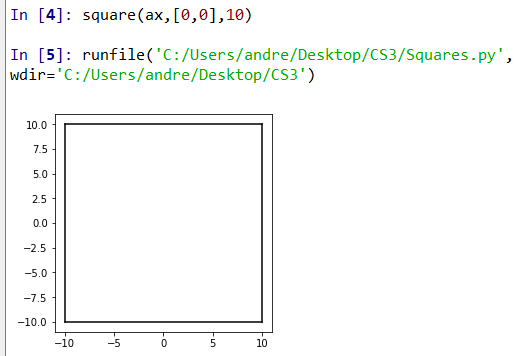 In [4]: square(ax,[0,0],10)
In [5]: runfile('C:/Users/andre/Desktop/CS3/Squares.py',
wdir='C:/Users/andre/Desktop/CS3')
10.0
7.5
5.0
2.5
0.0
−2.5
−5.0
−7.5
−10.0
−10 −5 0 5 10